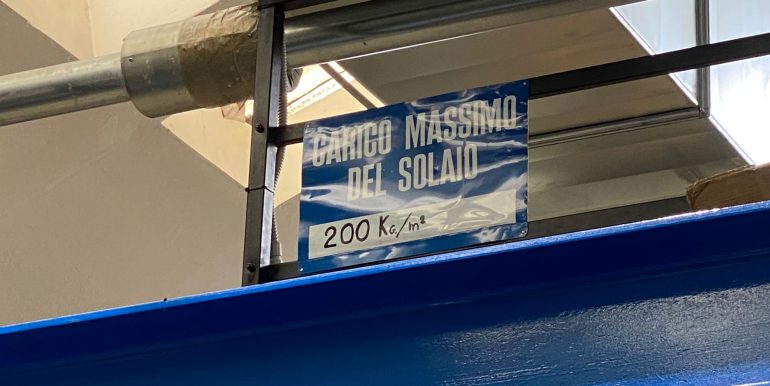 CARICO MASSIMO
DEL SOLAIO
200 Kg/m²